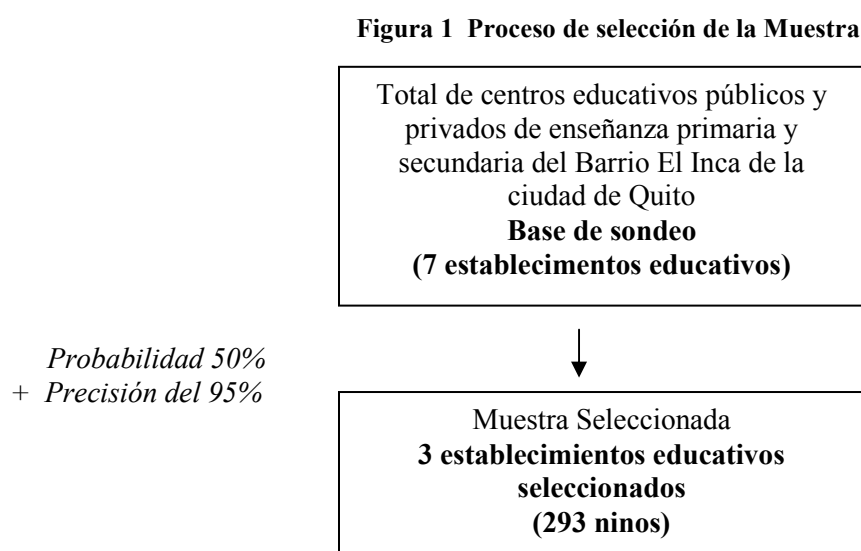 Figura 1  Proceso de selección de la Muestra
Total de centros educativos públicos y
privados de enseñanza primaria y
secundaria del Barrio El Inca de la
ciudad de Quito
Base de sondeo
(7 establecimentos educativos)
Probabilidad 50%
+ Precisión del 95%
Muestra Seleccionada
3 establecimientos educativos
seleccionados
(293 ninos)